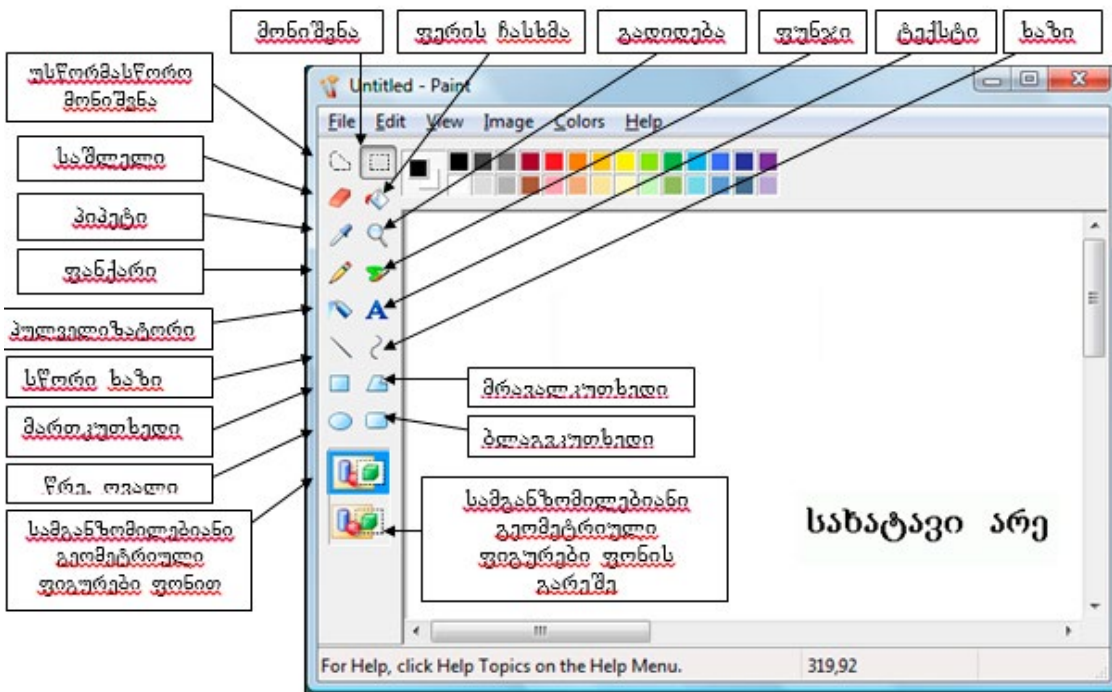 მონიშვნა
ფერის ჩასხმა
გადიდება
ფუნჯი
ტექსტი
ხაზი
უსწორმასწორო
მონიშვნა
საშლელი
პიპეტი
ფანქარი
პულველიზატორი
სწორი ხაზი
მართკუთხედი
წრე. ოვალი
სამგანზომილებიანი
გეომეტრიული
ფიგურები ფონით
Untitled - Paint
File Edit View Image Colors Help
A
მრავალკუთხედი
ბლაგვკუთხედი
სამგანზომილებიანი
გეომეტრიული
ფიგურები ფონის
გარეშე
სახატავი არე
For Help, click Help Topics on the Help Menu.
319,92